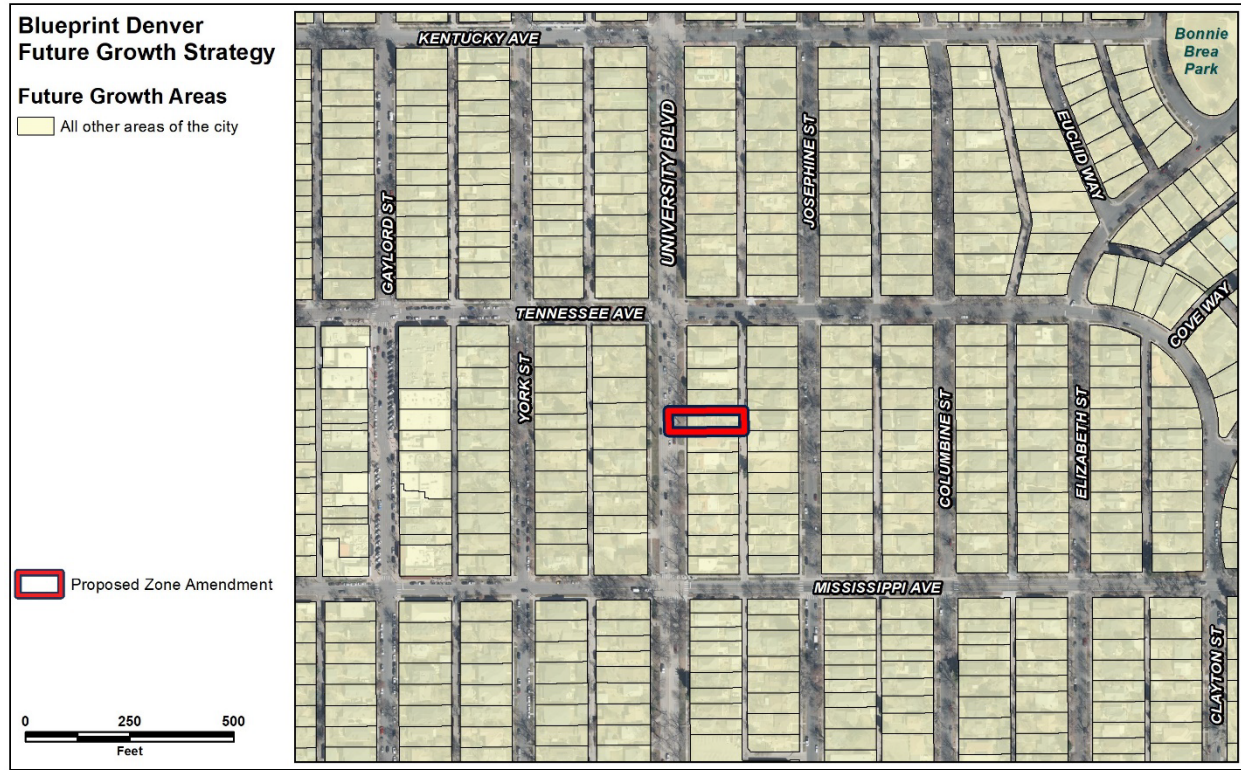 Blueprint Denver
Future Growth Strategy
Future Growth Areas
All other areas of the city
Proposed Zone Amendment
0 250 500
Feet
KENTUCKY AVE
Bonnie
Brea
Park
UNIVERSITY BLVD
JOSEPHINE ST
EUCLID WAY
GAYLORD ST
TENNESSEE AVE
COVE WAY
YORK ST
COLUMBINE ST
ELIZABETH ST
MISSISSIPPI AVE
CLAYTON ST